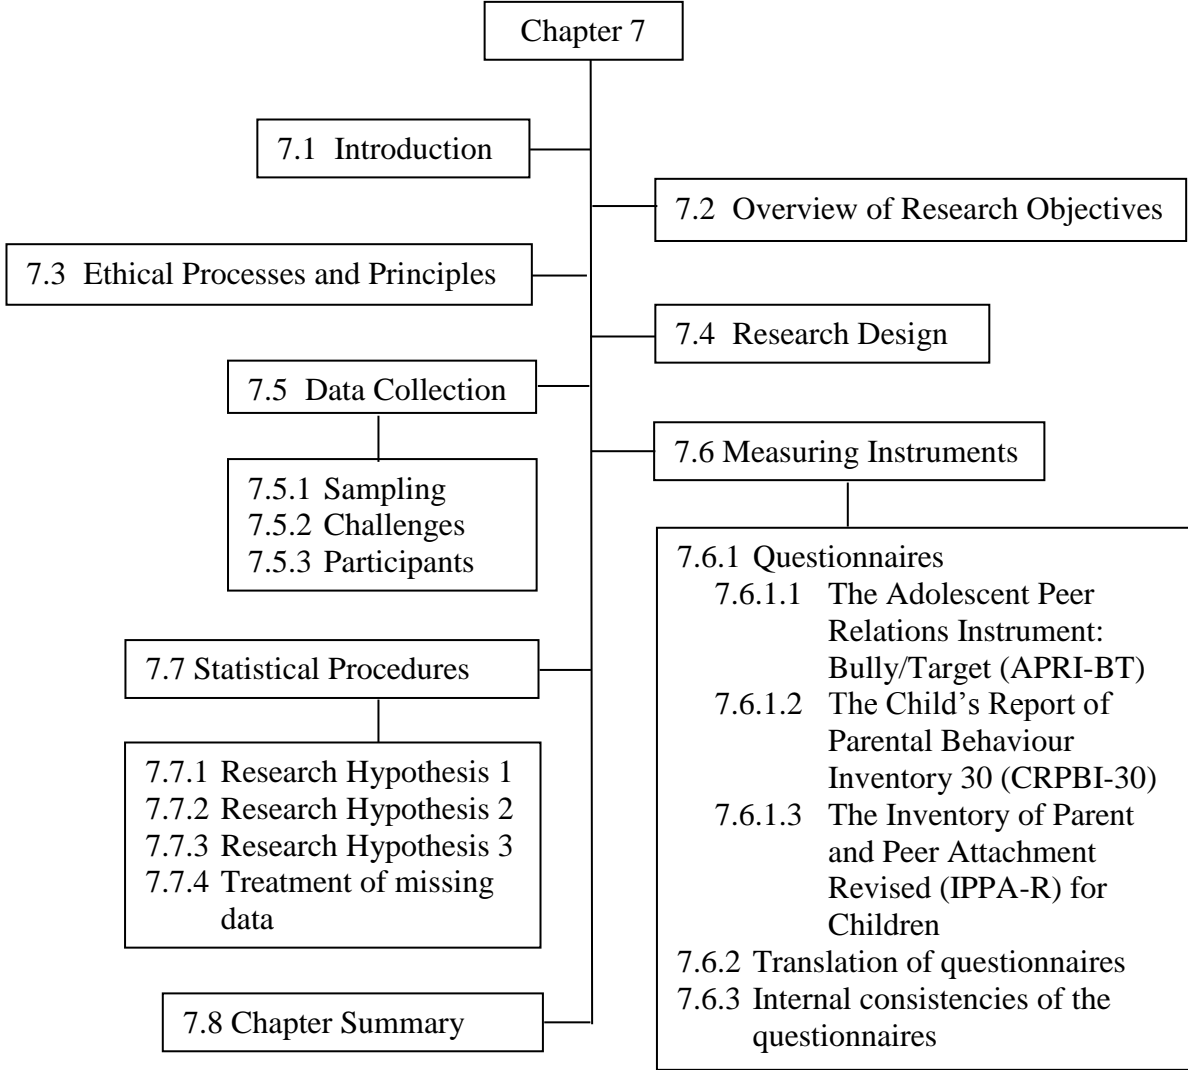 Chapter 7
7.1 Introduction
7.2 Overview of Research Objectives
7.3 Ethical Processes and Principles
7.4 Research Design
7.5 Data Collection
7.5.1 Sampling
7.5.2 Challenges
7.5.3 Participants
7.6 Measuring Instruments
7.6.1 Questionnaires
7.6.1.1 The Adolescent Peer
Relations Instrument:
Bully/Target (APRI-BT)
7.6.1.2 The Child’s Report of
Parental Behaviour
Inventory 30 (CRPBI-30)
7.6.1.3 The Inventory of Parent
and Peer Attachment
Revised (IPPA-R) for
Children
7.6.2 Translation of questionnaires
7.6.3 Internal consistencies of the
questionnaires
7.7 Statistical Procedures
7.7.1 Research Hypothesis 1
7.7.2 Research Hypothesis 2
7.7.3 Research Hypothesis 3
7.7.4 Treatment of missing
data
7.8 Chapter Summary